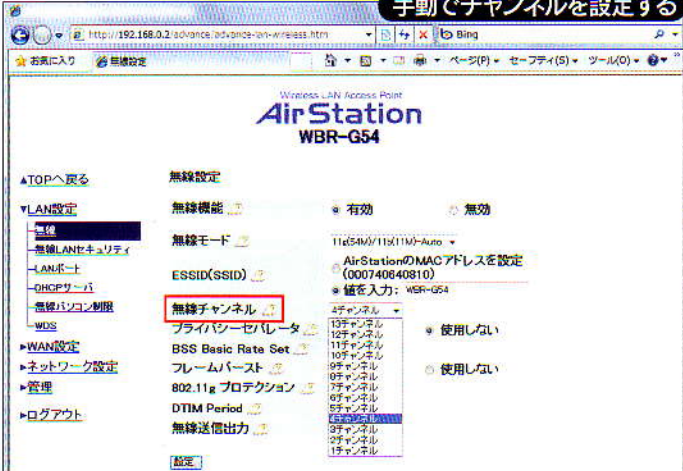 手動でチャンネルを設定する
http://192.168.0.2/advance/advance-lan-wireless.htm
Bing
お気に入り
無線設定
ページ(P)
セーフティ(S)
ツール(O)
Wireless LAN Access Point
AirStation
WBR-G54
▲TOPへ戻る
無線設定
▼LAN設定
無線機能
有効
無効
無線
無線LANセキュリティ
無線モード
11g(54M)/11b(11M)-Auto
LANポート
ESSID(SSID)
AirStationのMACアドレスを設定
(000740640810)
DHCPサーバ
値を入力: WBR-G54
無線パソコン制限
無線チャンネル
4チャンネル
WDS
プライバシーセパレータ
使用しない
▶WAN設定
BSS Basic Rate Set
▶ネットワーク設定
フレームバースト
使用しない
▶管理
802.11g プロテクション
DTIM Period
▶ログアウト
無線送信出力
13チャンネル
12チャンネル
11チャンネル
10チャンネル
9チャンネル
8チャンネル
7チャンネル
6チャンネル
5チャンネル
4チャンネル
3チャンネル
2チャンネル
1チャンネル
設定